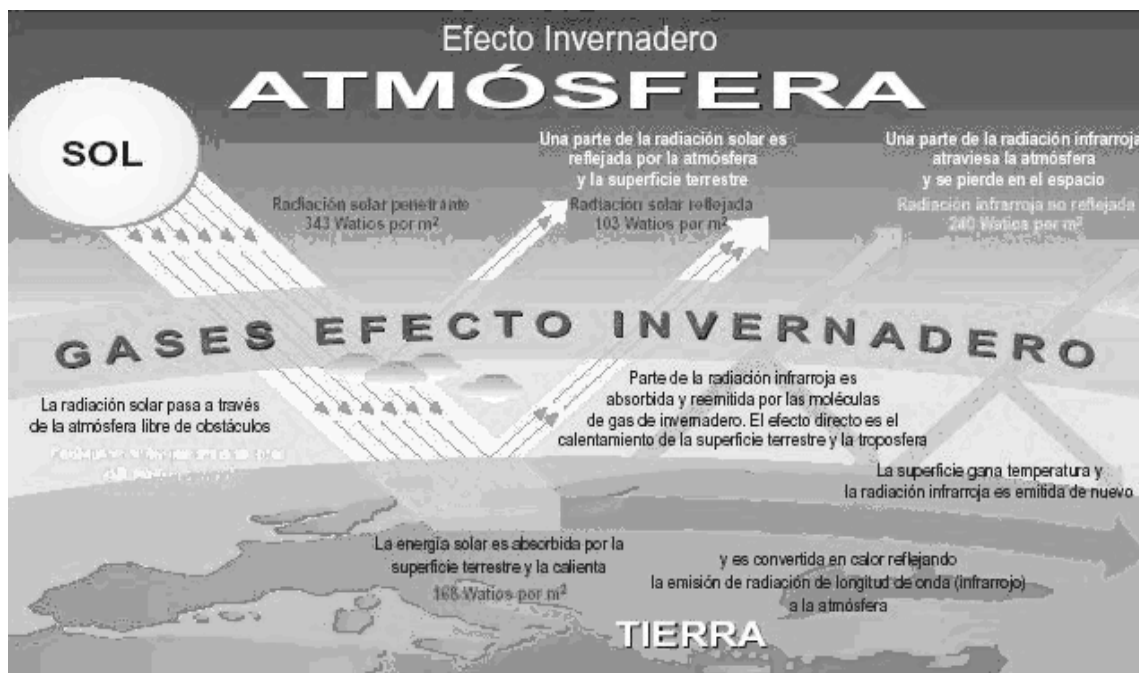 Efecto Invernadero
ATMÓSFERA
SOL
Una parte de la radiación solar es
reflejada por la atmósfera
y la superficie terrestre
Radiación solar reflejada
103 Watios por m²
Una parte de la radiación infrarroja
atraviesa la atmósfera
y se pierde en el espacio
Radiación infrarroja no reflejada
240 Watios por m²
Radiación solar penetrante
343 Watios por m²
GASES EFECTO INVERNADERO
La radiación solar pasa a través
de la atmósfera libre de obstáculos
Parte de la radiación infrarroja es
absorbida y reemitida por las moléculas
de gas de invernadero. El efecto directo es el
calentamiento de la superficie terrestre y la troposfera
La superficie gana temperatura y
la radiación infrarroja es emitida de nuevo
La energía solar es absorbida por la
superficie terrestre y la calienta
168 Watios por m²
y es convertida en calor reflejando
la emisión de radiación de longitud de onda (infrarrojo)
a la atmósfera
TIERRA